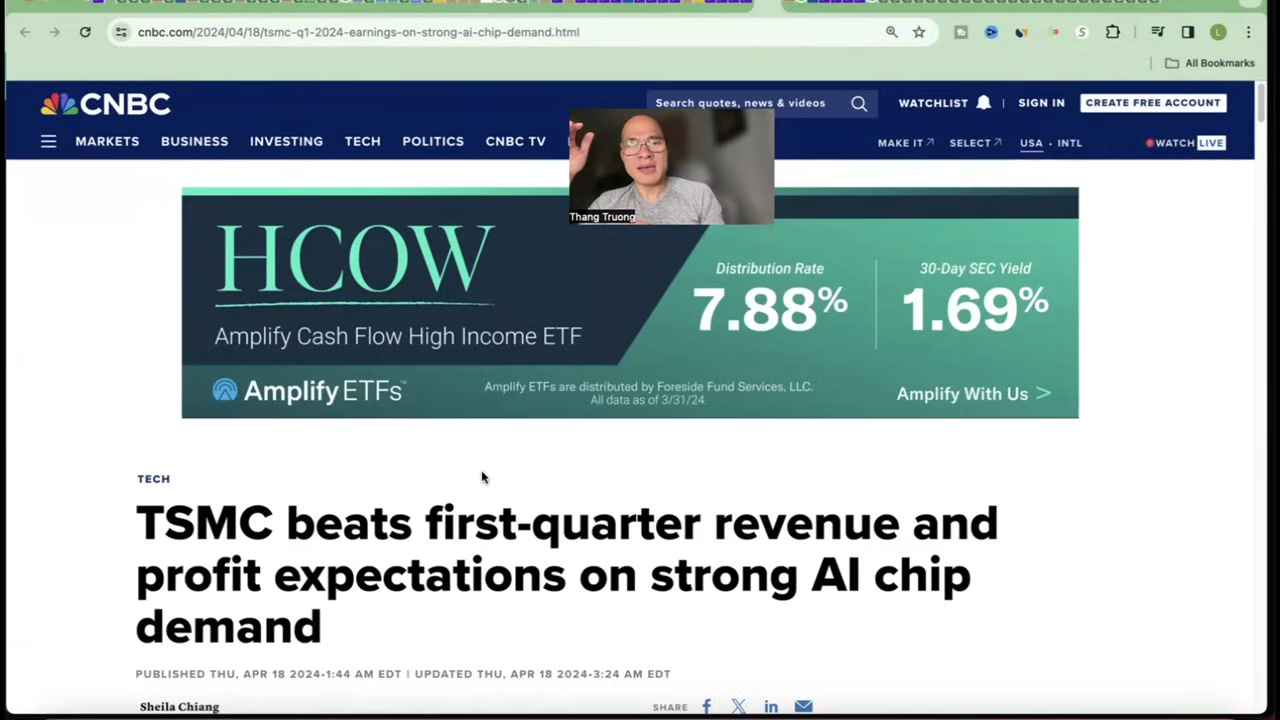 cnbc.com/2024/04/18/tsmc-q1-2024-earnings-on-strong-ai-chip-demand.html
S
L
All Bookmarks
CNBC
Search quotes, news & videos
WATCHLIST
SIGN IN
CREATE FREE ACCOUNT
MARKETS
BUSINESS
INVESTING
TECH
POLITICS
CNBC TV
MAKE IT
SELECT
USA • INTL
WATCH LIVE
Thang Truong
HCOW
Amplify Cash Flow High Income ETF
Distribution Rate
7.88%
30-Day SEC Yield
1.69%
Amplify ETFs™
Amplify ETFs are distributed by Foreside Fund Services, LLC.
All data as of 3/31/24.
Amplify With Us >
TECH
TSMC beats first-quarter revenue and
profit expectations on strong AI chip
demand
PUBLISHED THU, APR 18 2024•1:44 AM EDT | UPDATED THU, APR 18 2024•3:24 AM EDT
Sheila Chiang
SHARE